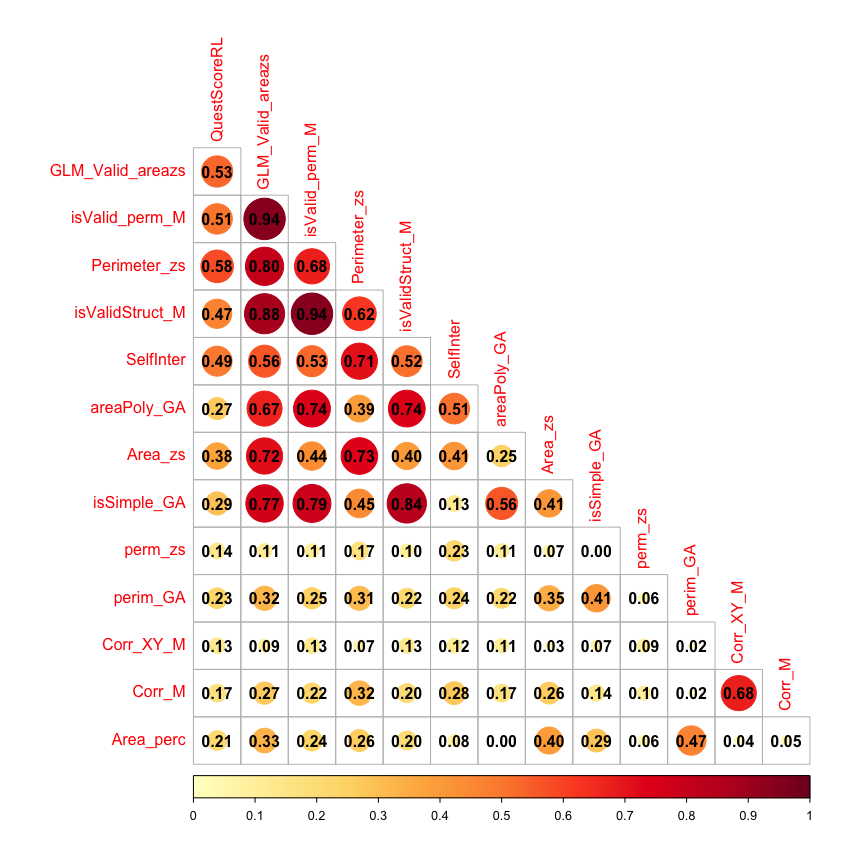 QuestScoreRL
GLM_Valid_areazs
isValid_perm_M
Perimeter_zs
isValidStruct_M
SelfInter
areaPoly_GA
Area_zs
isSimple_GA
perm_zs
perim_GA
Corr_XY_M
Corr_M
GLM_Valid_areazs 0.53
isValid_perm_M 0.51 0.94
Perimeter_zs 0.58 0.80 0.68
isValidStruct_M 0.47 0.88 0.94 0.62
SelfInter 0.49 0.56 0.53 0.71 0.52
areaPoly_GA 0.27 0.67 0.74 0.39 0.74 0.51
Area_zs 0.38 0.72 0.44 0.73 0.40 0.41 0.25
isSimple_GA 0.29 0.77 0.79 0.45 0.84 0.13 0.56 0.41
perm_zs 0.14 0.11 0.11 0.17 0.10 0.23 0.11 0.07 0.00
perim_GA 0.23 0.32 0.25 0.31 0.22 0.24 0.22 0.35 0.41 0.06
Corr_XY_M 0.13 0.09 0.13 0.07 0.13 0.12 0.11 0.03 0.07 0.09 0.02
Corr_M 0.17 0.27 0.22 0.32 0.20 0.28 0.17 0.26 0.14 0.10 0.02 0.68
Area_perc 0.21 0.33 0.24 0.26 0.20 0.08 0.00 0.40 0.29 0.06 0.47 0.04 0.05
0 0.1 0.2 0.3 0.4 0.5 0.6 0.7 0.8 0.9 1